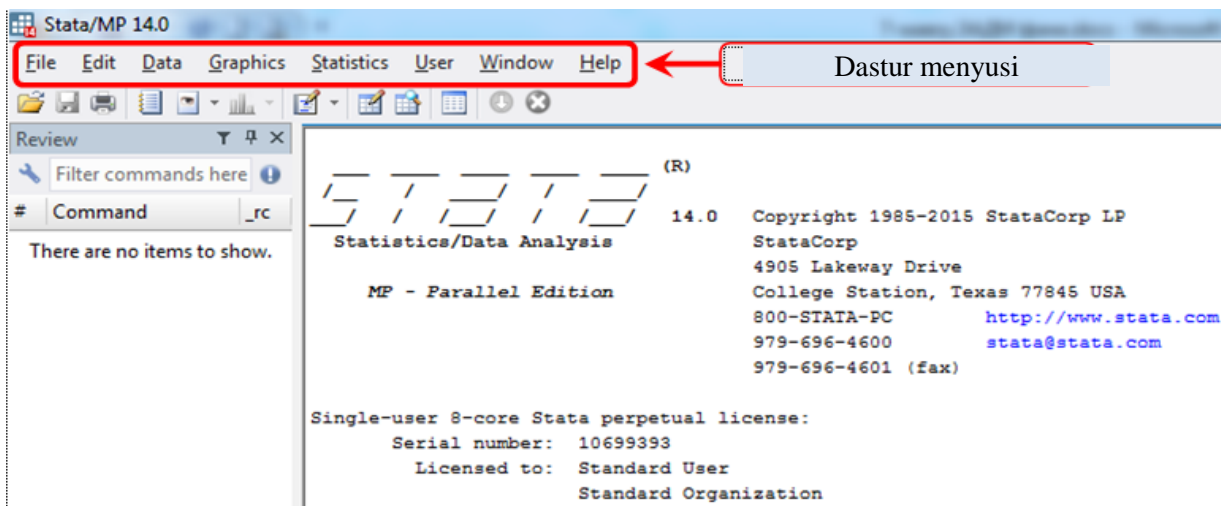 Stata/MP 14.0
File Edit Data Graphics Statistics User Window Help
Dastur menyusi
Review
Filter commands here
# Command _rc
There are no items to show.
(R)
STATA
14.0 Copyright 1985-2015 StataCorp LP
Statistics/Data Analysis StataCorp
4905 Lakeway Drive
MP - Parallel Edition College Station, Texas 77845 USA
800-STATA-PC http://www.stata.com
979-696-4600 stata@stata.com
979-696-4601 (fax)
Single-user 8-core Stata perpetual license:
Serial number: 10699393
Licensed to: Standard User
Standard Organization